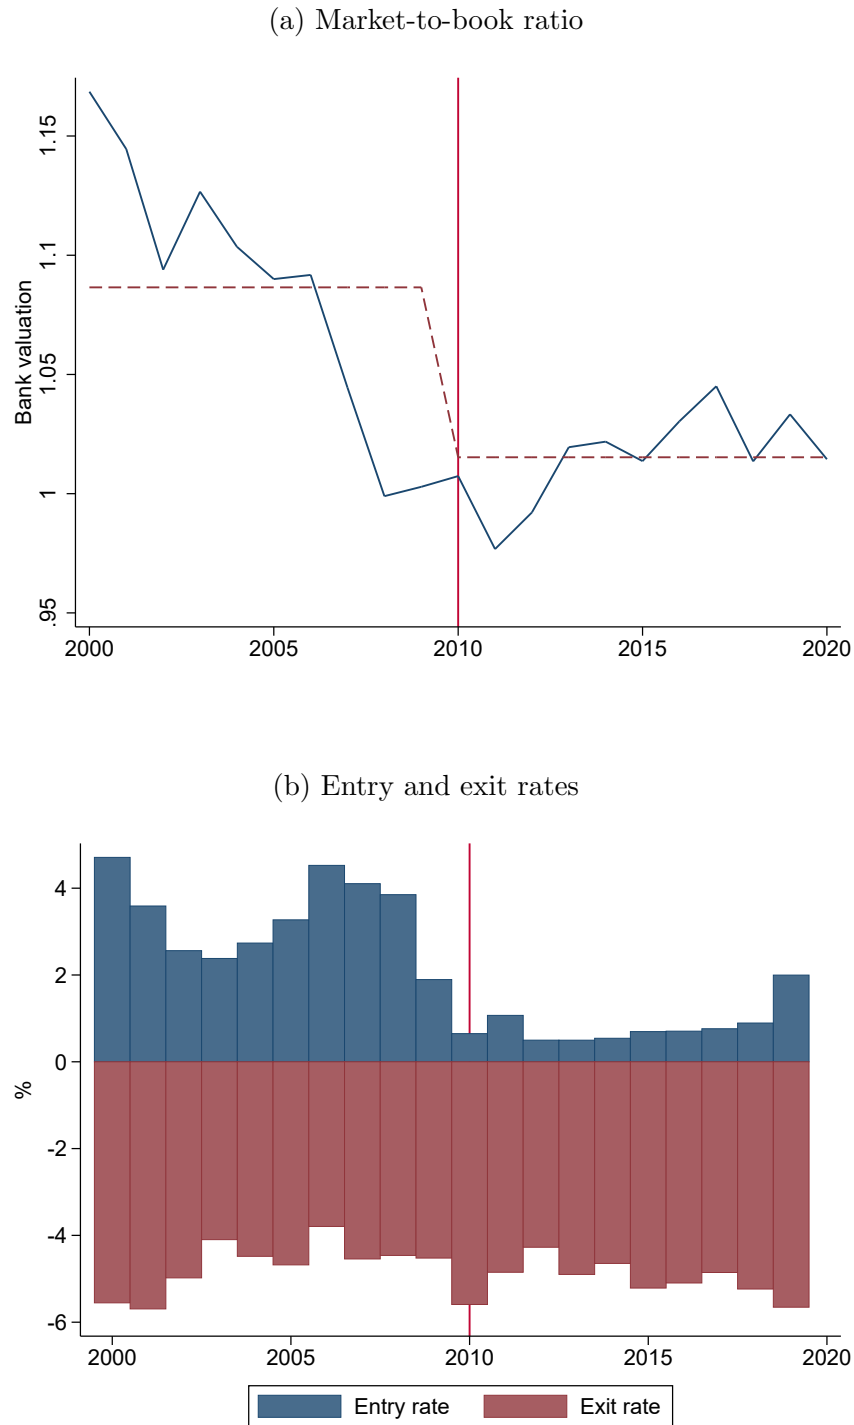 (a) Market-to-book ratio
Bank valuation
1.15
1.1
1.05
1
.95
2000 2005 2010 2015 2020
(b) Entry and exit rates
%
4
2
0
-2
-4
-6
2000 2005 2010 2015 2020
Entry rate Exit rate